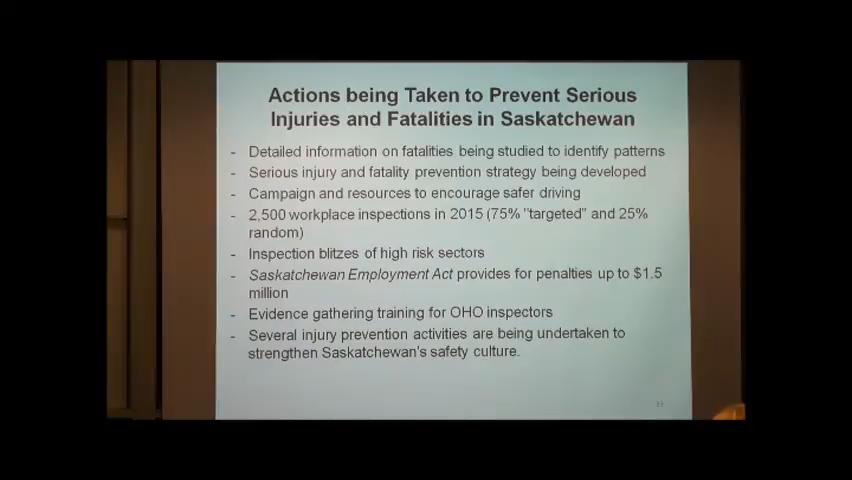 Actions being Taken to Prevent Serious
Injuries and Fatalities in Saskatchewan
- Detailed information on fatalities being studied to identify patterns
- Serious injury and fatality prevention strategy being developed
- Campaign and resources to encourage safer driving
- 2,500 workplace inspections in 2015 (75% "targeted" and 25%
random)
- Inspection blitzes of high risk sectors
- Saskatchewan Employment Act provides for penalties up to $1.5
million
- Evidence gathering training for OHO inspectors
- Several injury prevention activities are being undertaken to
strengthen Saskatchewan's safety culture.